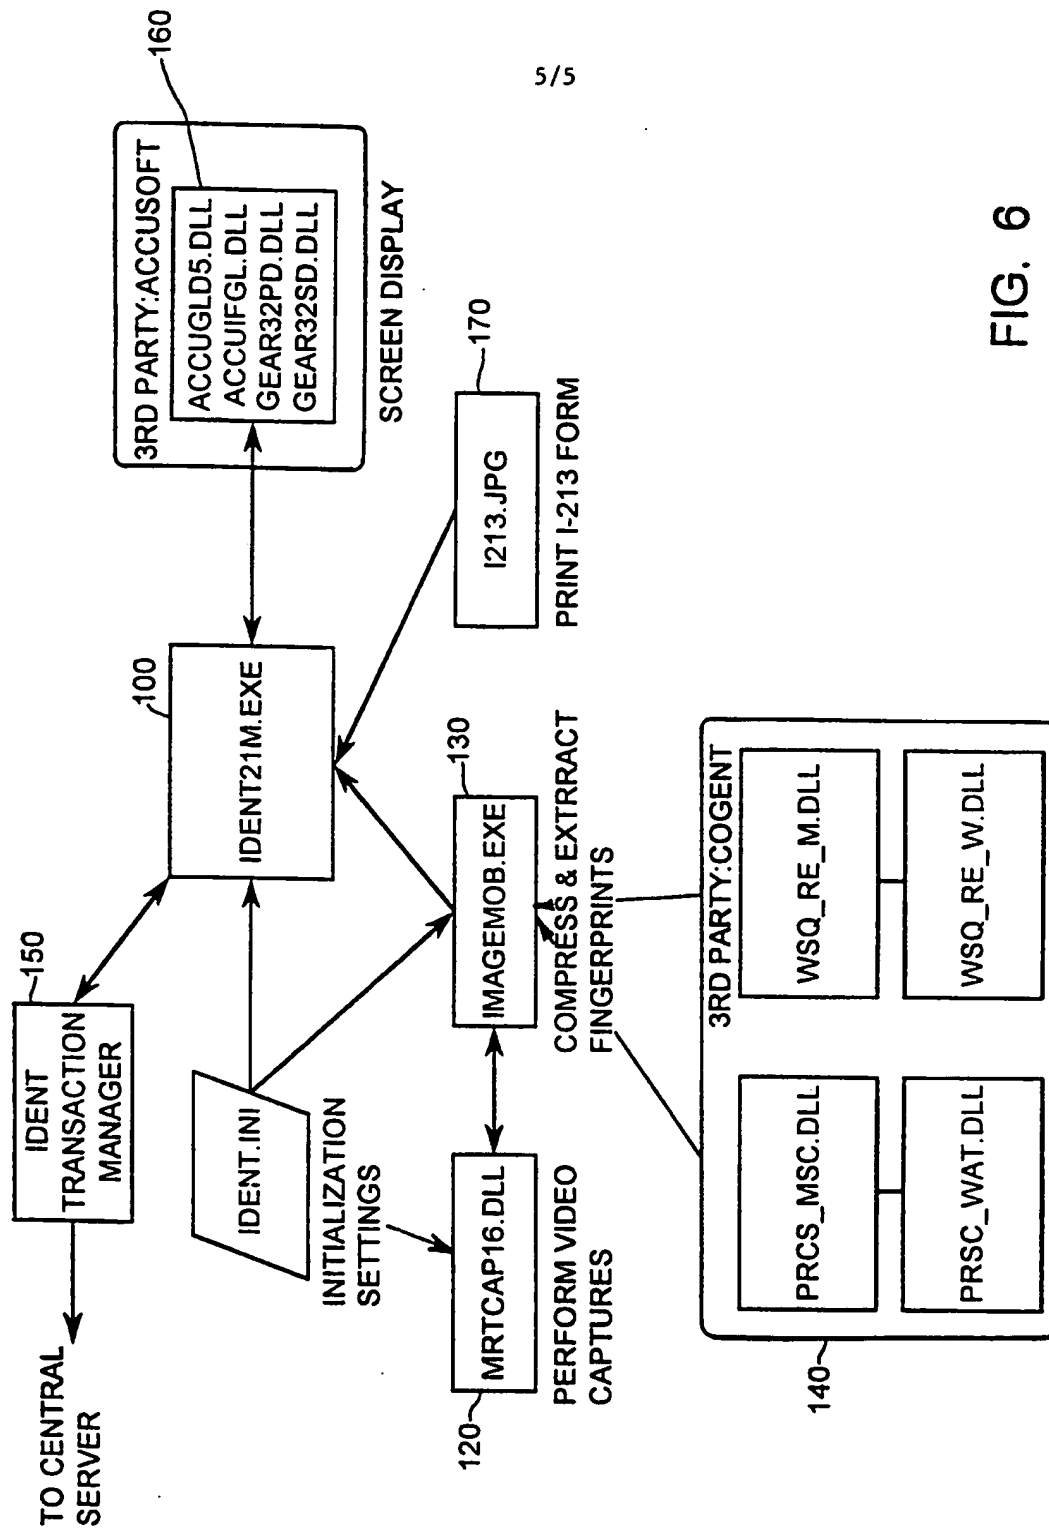 5/5
TO CENTRAL
SERVER
150
IDENT
TRANSACTION
MANAGER
100
IDENT21M.EXE
160
3RD PARTY:ACCUSOFT
ACCUGLD5.DLL
ACCUIFGL.DLL
GEAR32PD.DLL
GEAR32SD.DLL
SCREEN DISPLAY
IDENT.INI
INITIALIZATION
SETTINGS
170
I213.JPG
PRINT I-213 FORM
120
MRTCAP16.DLL
PERFORM VIDEO
CAPTURES
130
IMAGEMOB.EXE
COMPRESS & EXTRRACT
FINGERPRINTS
140
3RD PARTY:COGENT
PRCS_MSC.DLL
WSQ_RE_M.DLL
PRSC_WAT.DLL
WSQ_RE_W.DLL
FIG. 6